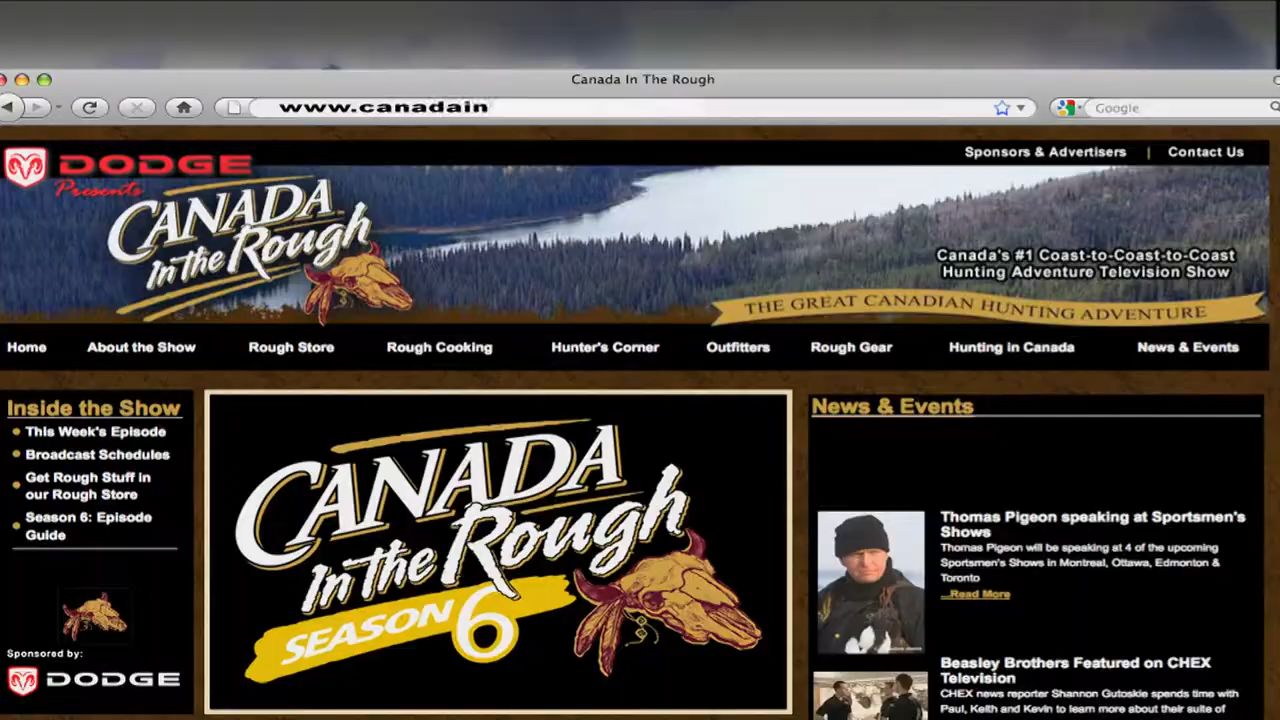 Canada In The Rough
www.canadain
Google
Sponsors & Advertisers | Contact Us
DODGE
Presents
CANADA
In the Rough
Canada's #1 Coast-to-Coast-to-Coast
Hunting Adventure Television Show
THE GREAT CANADIAN HUNTING ADVENTURE
Home About the Show Rough Store Rough Cooking Hunter's Corner Outfitters Rough Gear Hunting in Canada News & Events
Inside the Show
This Week's Episode
Broadcast Schedules
Get Rough Stuff in
our Rough Store
Season 6: Episode
Guide
Sponsored by:
DODGE
CANADA
In the Rough
SEASON 6
News & Events
Thomas Pigeon speaking at Sportsmen's
Shows
Thomas Pigeon will be speaking at 4 of the upcoming
Sportsmen's Shows in Montreal, Ottawa, Edmonton &
Toronto
...Read More
Beasley Brothers Featured on CHEX
Television
CHEX news reporter Shannon Gutoskie spends time with
Paul, Keith and Kevin to learn more about their suite of